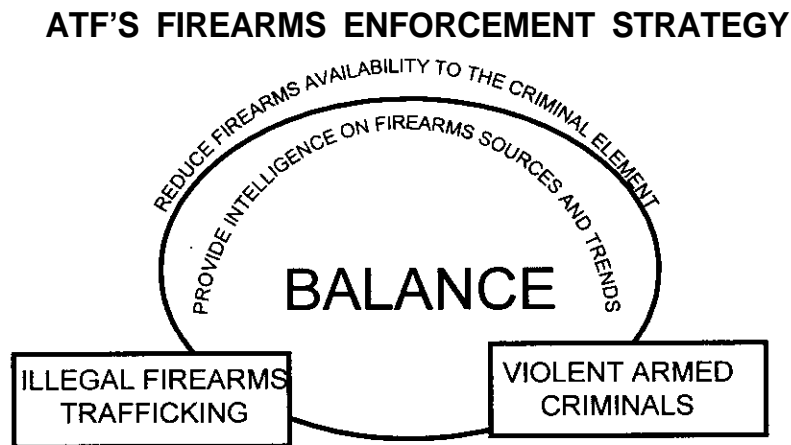 ATF'S FIREARMS ENFORCEMENT STRATEGY
REDUCE FIREARMS AVAILABILITY TO THE CRIMINAL ELEMENT
PROVIDE INTELLIGENCE ON FIREARMS SOURCES AND TRENDS
BALANCE
ILLEGAL FIREARMS
TRAFFICKING
VIOLENT ARMED
CRIMINALS